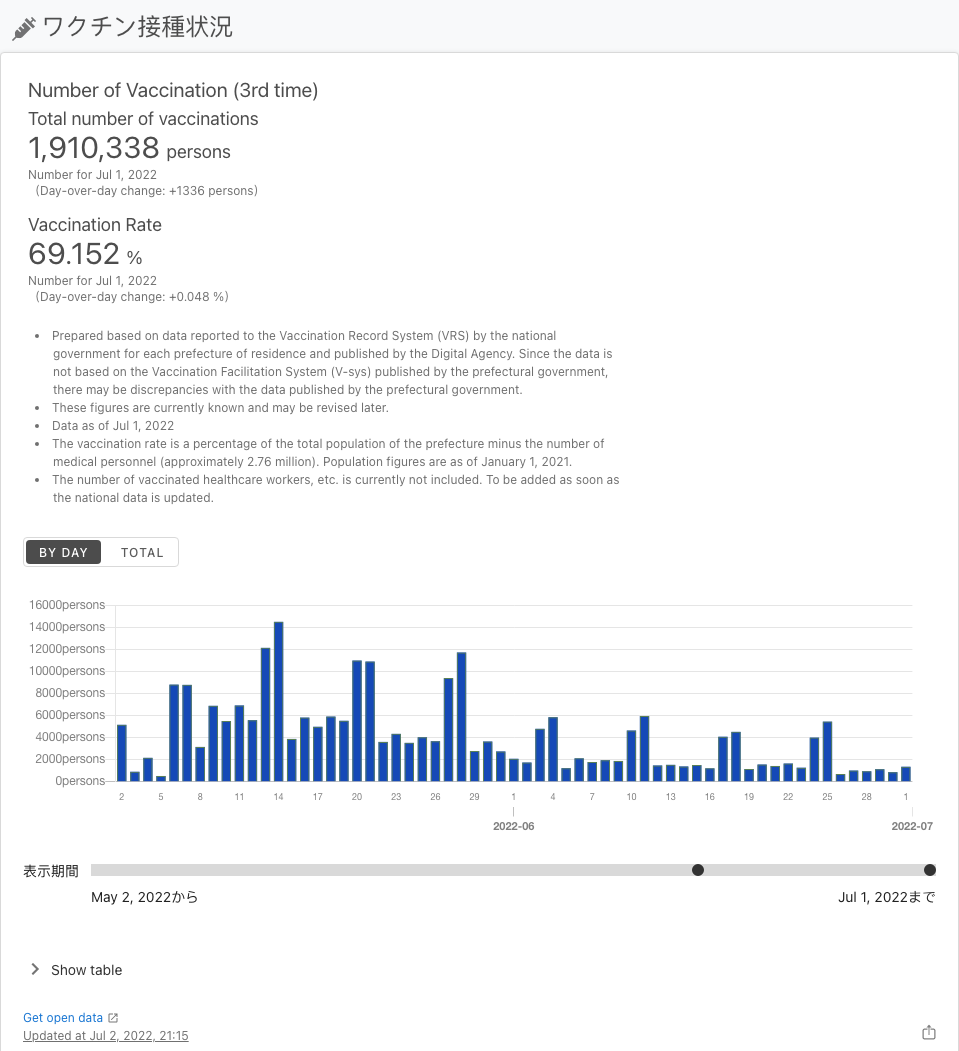 ワクチン接種状況
Number of Vaccination (3rd time)
Total number of vaccinations
1,910,338 persons
Number for Jul 1, 2022
(Day-over-day change: +1336 persons)
Vaccination Rate
69.152 %
Number for Jul 1, 2022
(Day-over-day change: +0.048 %)
• Prepared based on data reported to the Vaccination Record System (VRS) by the national
government for each prefecture of residence and published by the Digital Agency. Since the data is
not based on the Vaccination Facilitation System (V-sys) published by the prefectural government,
there may be discrepancies with the data published by the prefectural government.
• These figures are currently known and may be revised later.
• Data as of Jul 1, 2022
• The vaccination rate is a percentage of the total population of the prefecture minus the number of
medical personnel (approximately 2.76 million). Population figures are as of January 1, 2021.
• The number of vaccinated healthcare workers, etc. is currently not included. To be added as soon as
the national data is updated.
BY DAY TOTAL
16000persons
14000persons
12000persons
10000persons
8000persons
6000persons
4000persons
2000persons
0persons
2 5 8 11 14 17 20 23 26 29 1 4 7 10 13 16 19 22 25 28 1
2022-06 2022-07
表示期間
May 2, 2022から Jul 1, 2022まで
Show table
Get open data
Updated at Jul 2, 2022, 21:15